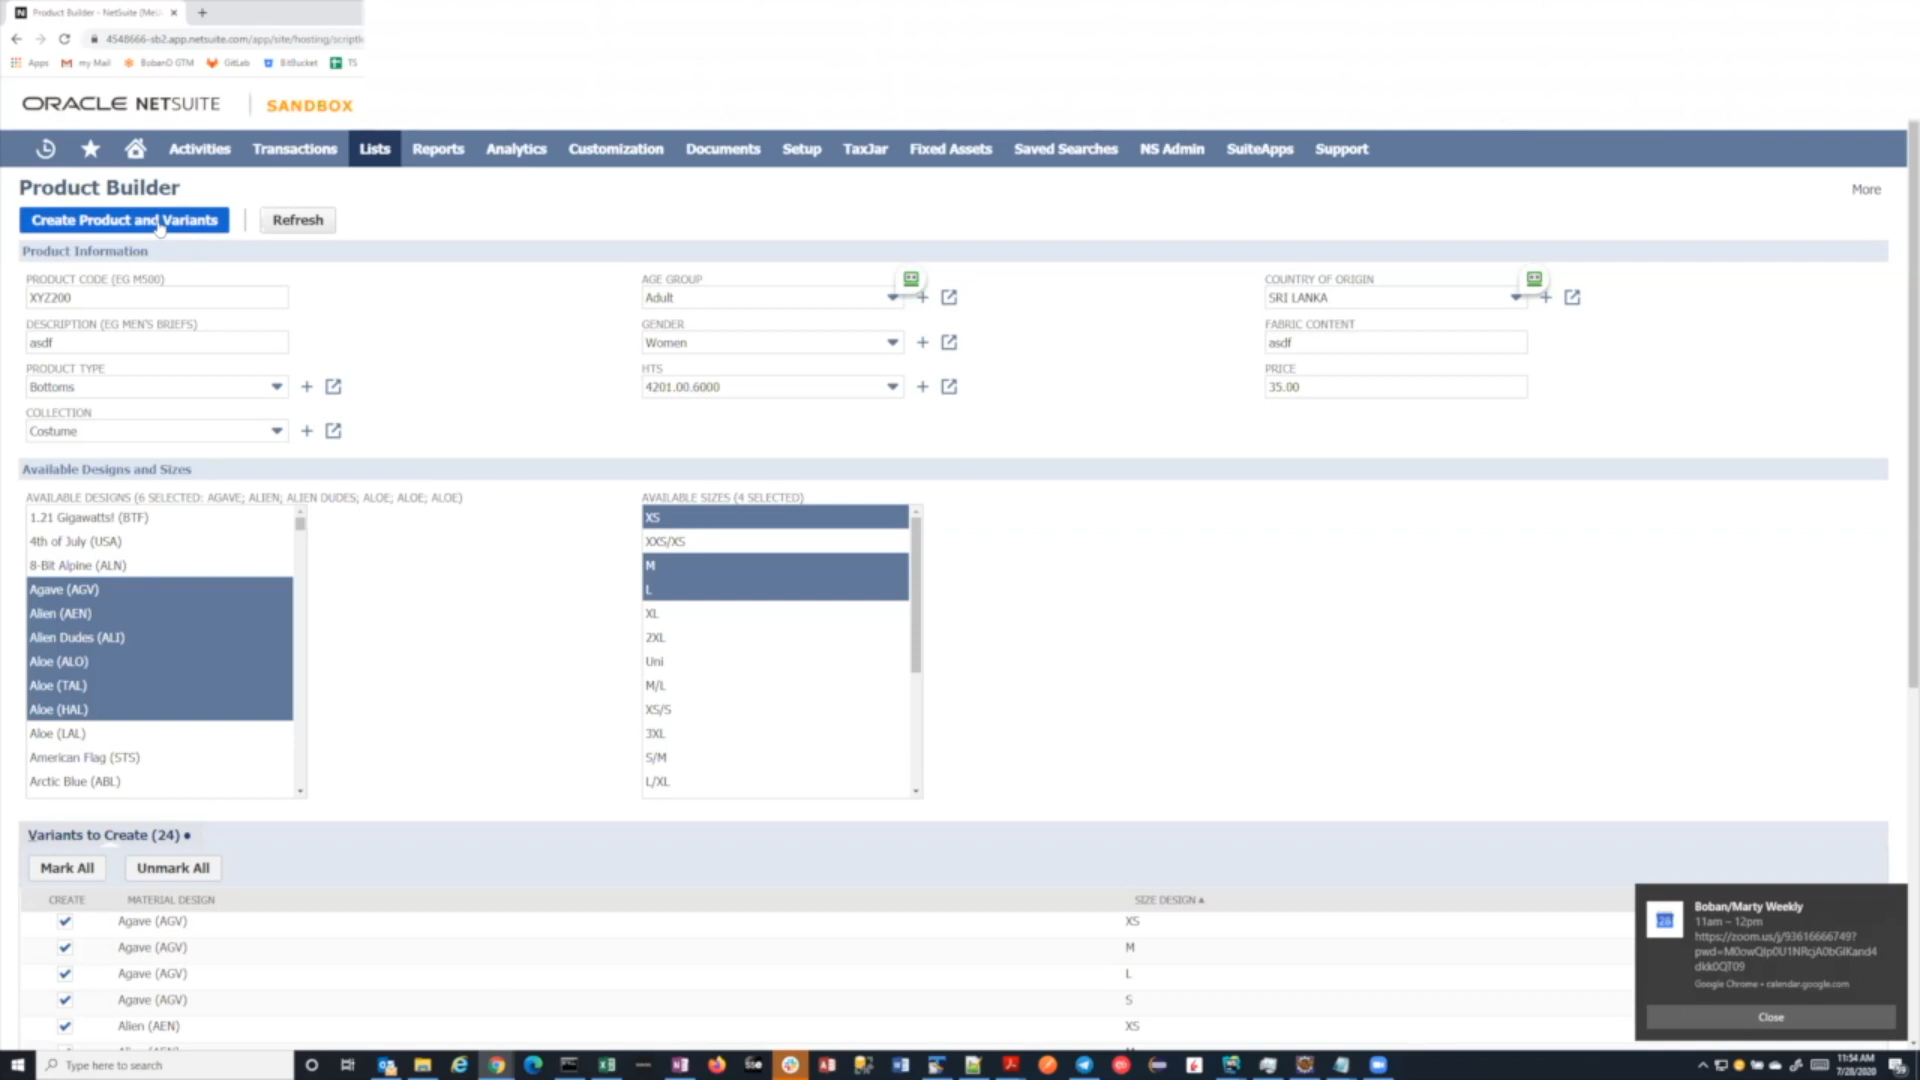 Product Builder - NetSuite (MeU
4548666-sb2.app.netsuite.com/app/site/hosting/scriptl
Apps
my Mail
BobanD GTM
GitLab
BitBucket
TS
ORACLE NETSUITE
SANDBOX
Activities
Transactions
Lists
Reports
Analytics
Customization
Documents
Setup
TaxJar
Fixed Assets
Saved Searches
NS Admin
SuiteApps
Support
Product Builder
More
Create Product and Variants
Refresh
Product Information
PRODUCT CODE (EG M500)
XYZ200
DESCRIPTION (EG MEN'S BRIEFS)
asdf
PRODUCT TYPE
Bottoms
COLLECTION
Costume
AGE GROUP
Adult
GENDER
Women
HTS
4201.00.6000
COUNTRY OF ORIGIN
SRI LANKA
FABRIC CONTENT
asdf
PRICE
35.00
Available Designs and Sizes
AVAILABLE DESIGNS (6 SELECTED: AGAVE; ALIEN; ALIEN DUDES; ALOE; ALOE; ALOE)
1.21 Gigawatts! (BTF)
4th of July (USA)
8-Bit Alpine (ALN)
Agave (AGV)
Alien (AEN)
Alien Dudes (ALI)
Aloe (ALO)
Aloe (TAL)
Aloe (HAL)
Aloe (LAL)
American Flag (STS)
Arctic Blue (ABL)
AVAILABLE SIZES (4 SELECTED)
XS
XXS/XS
M
L
XL
2XL
Uni
M/L
XS/S
3XL
S/M
L/XL
Variants to Create (24)
Mark All
Unmark All
CREATE
MATERIAL DESIGN
SIZE DESIGN
Agave (AGV)
XS
Agave (AGV)
M
Agave (AGV)
L
Agave (AGV)
S
Alien (AEN)
XS
Boban/Marty Weekly
11am – 12pm
https://zoom.us/j/93616666749?
Google Chrome • calendar.google.com
Close
Type here to search
11:54 AM
7/28/2020